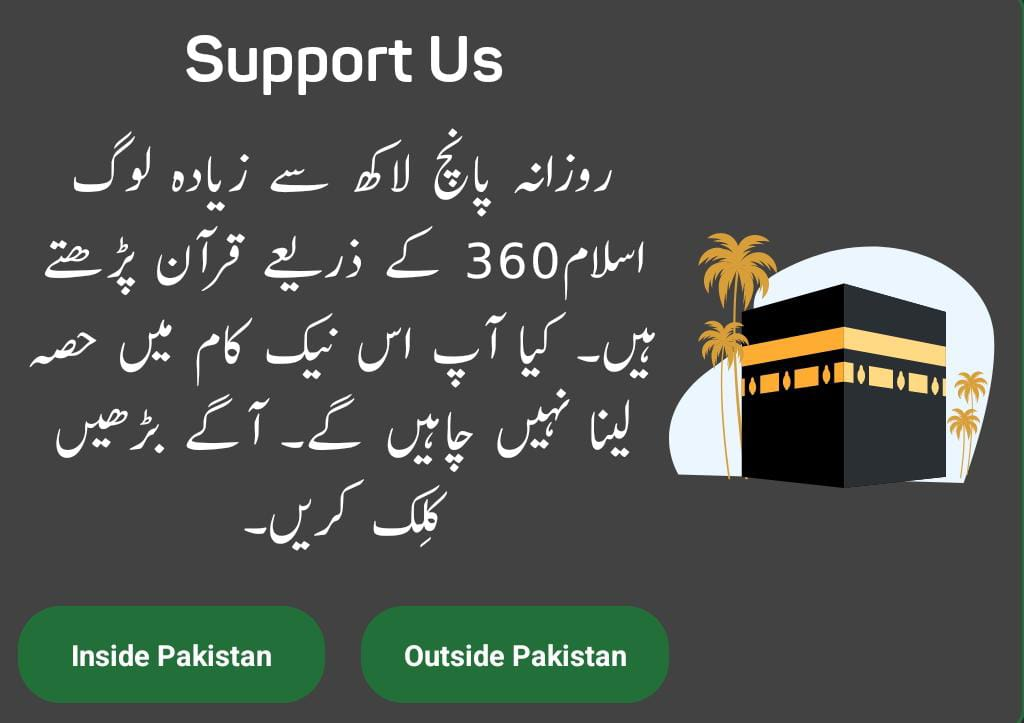 Support Us
روزانہ پانچ لاکھ سے زیادہ لوگ
اسلام360 کے ذریعے قرآن پڑھتے
ہیں۔ کیا آپ اس نیک کام میں حصہ
لینا نہیں چاہیں گے۔ آگے بڑھیں
کلِک کریں۔
Inside Pakistan
Outside Pakistan